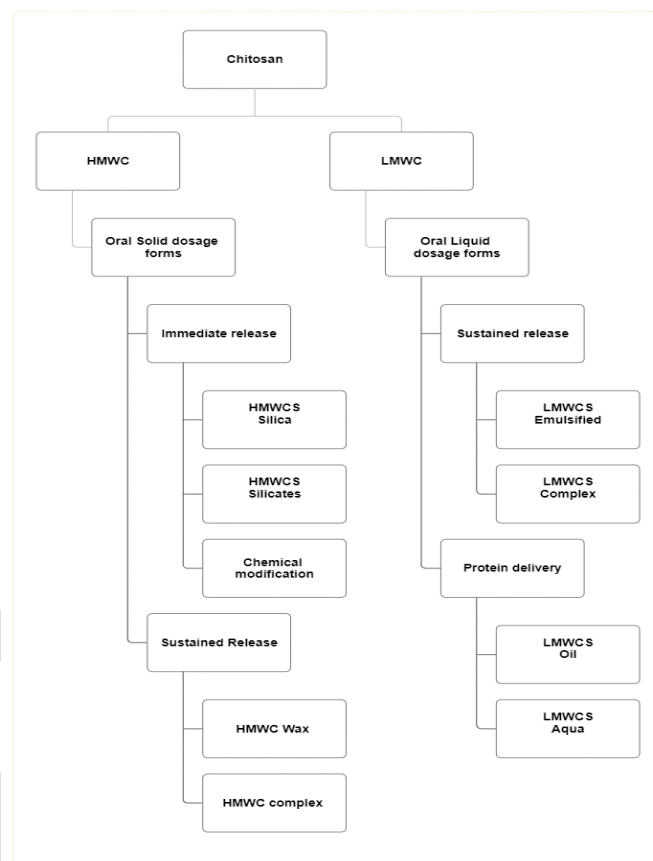 Chitosan
HMWC
LMWC
Oral Solid dosage
forms
Immediate release
HMWCS
Silica
HMWCS
Silicates
Chemical
modification
Sustained Release
HMWC Wax
HMWC complex
Oral Liquid
dosage forms
Sustained release
LMWCS
Emulsified
LMWCS
Complex
Protein delivery
LMWCS
Oil
LMWCS
Aqua